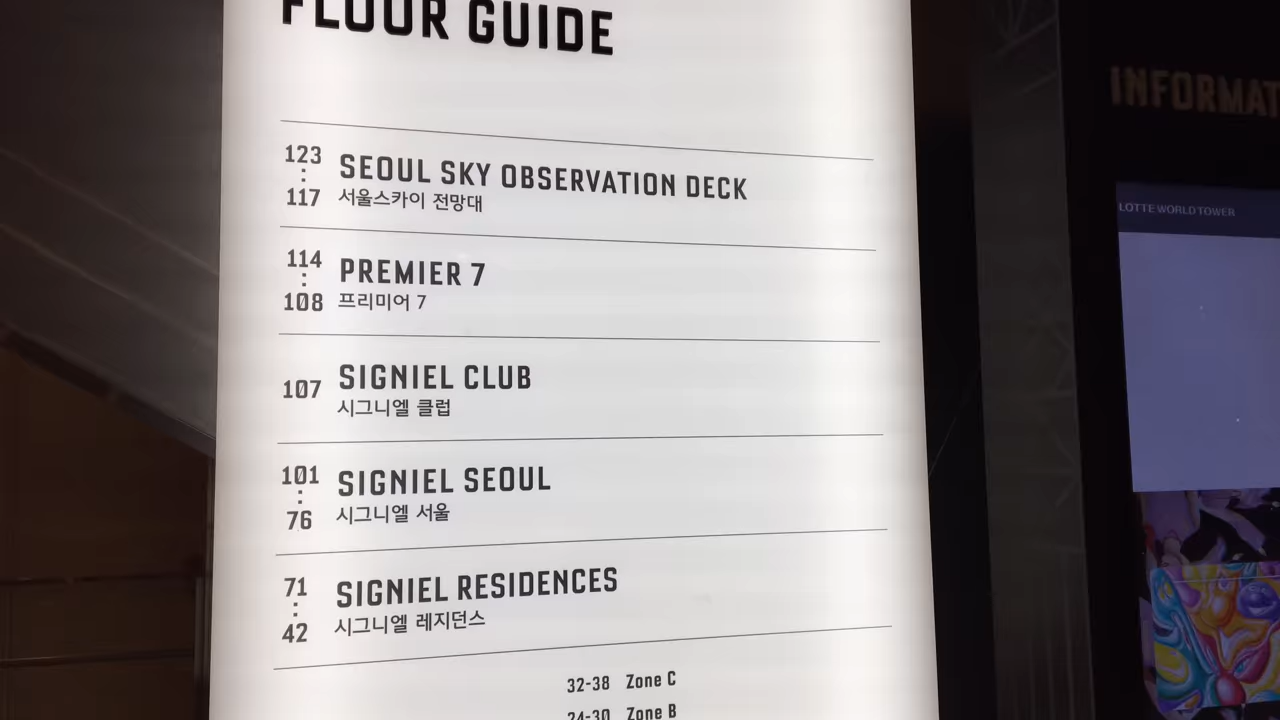 FLOOR GUIDE
123
:
117
SEOUL SKY OBSERVATION DECK
서울스카이 전망대
114
:
108
PREMIER 7
프리미어 7
107
SIGNIEL CLUB
시그니엘 클럽
101
:
76
SIGNIEL SEOUL
시그니엘 서울
71
:
42
SIGNIEL RESIDENCES
시그니엘 레지던스
32-38 Zone C
24-30 Zone B
INFORMAT
LOTTE WORLD TOWER